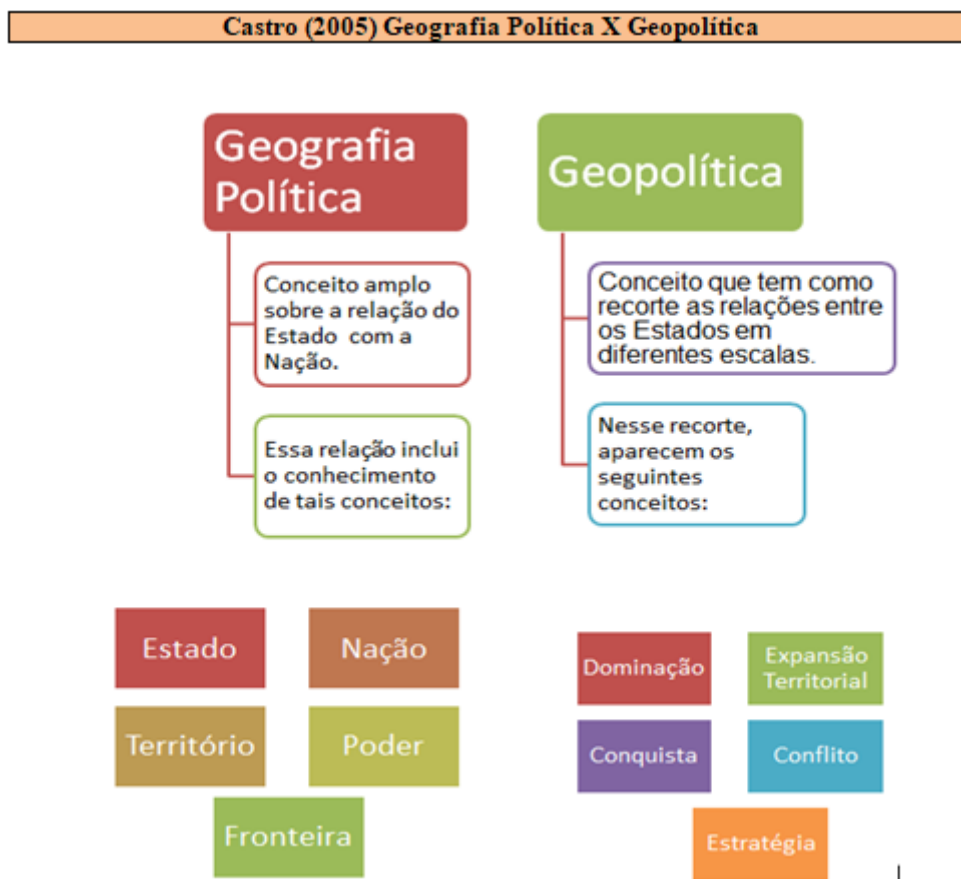 Castro (2005) Geografia Política X Geopolítica
Geografia
Política
Conceito amplo
sobre a relação do
Estado com a
Nação.
Essa relação inclui
o conhecimento
de tais conceitos:
Geopolítica
Conceito que tem como
recorte as relações entre
os Estados em
diferentes escalas.
Nesse recorte,
aparecem os
seguintes
conceitos:
Estado
Nação
Território
Poder
Fronteira
Dominação
Expansão
Territorial
Conquista
Conflito
Estratégia